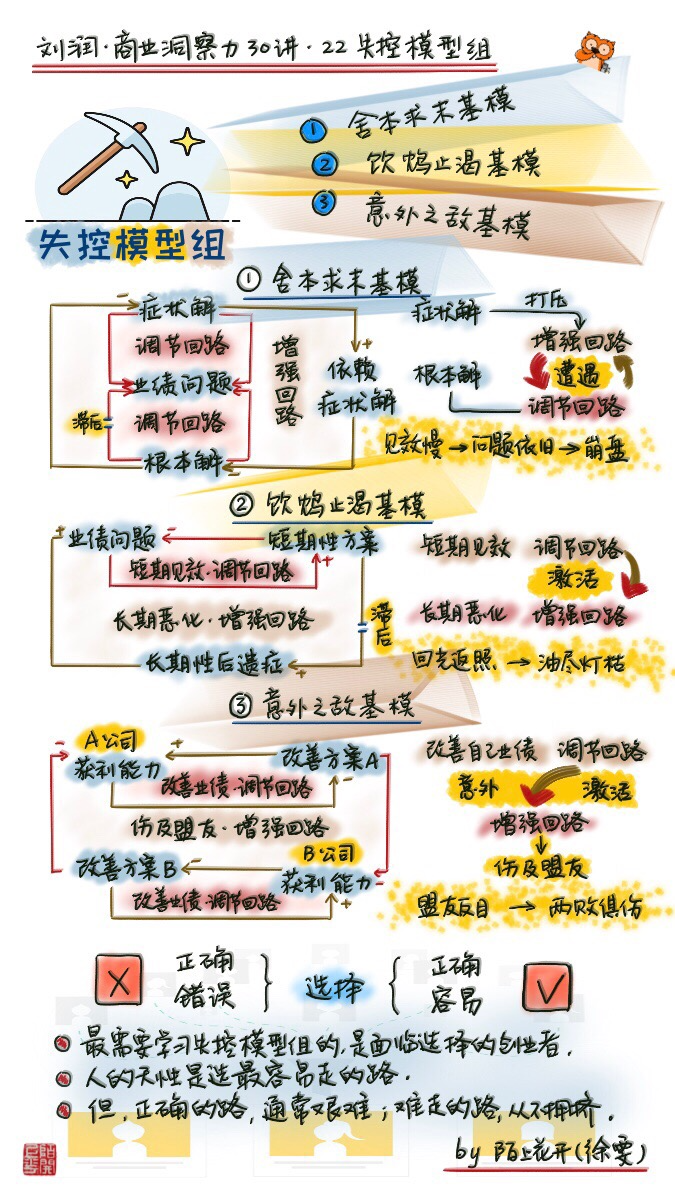 刘润·商业洞察力30讲·22失控模型组
① 舍本求末基模
② 饮鸩止渴基模
③ 意外之敌基模
失控模型组
① 舍本求末基模
- 症状解
调节回路
业绩问题
滞后
调节回路
根本解 -
增强回路
+
依赖
症状解
症状解 打压
增强回路
根本解 遭遇
调节回路
见效慢→问题依旧→崩盘
② 饮鸩止渴基模
+ 业绩问题 - 短期性方案
短期见效·调节回路 +
长期恶化·增强回路
滞后
长期性后遗症 +
短期见效 调节回路
激活
长期恶化 增强回路
回光返照 → 油尽灯枯
③ 意外之敌基模
A公司
- 获利能力 + 改善方案A
改善业绩·调节回路 -
伤及盟友·增强回路
B公司
- 改善方案B - 获利能力 -
改善业绩·调节回路 +
改善自己业绩 调节回路
意外 激活
增强回路
伤及盟友
盟友反目 → 两败俱伤
X 正确 错误 } 选择 { 正确 容易 √
最需要学习失控模型组的,是面临选择的创业者.
人的天性是选最容易走的路.
但,正确的路,通常艰难;难走的路,从不拥挤.
by 陌上花开(徐雯)